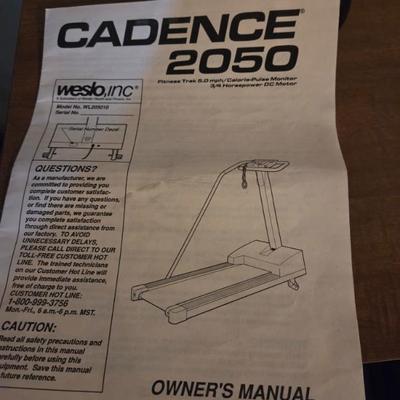 CADENCE®
2050
Fitness Trek 5.0 mph/Calorie-Pulse Monitor
3/4 Horsepower DC Motor
weslo,inc®
Model No. WL205010
Serial No.
Serial Number Decal
QUESTIONS?
As a manufacturer, we are
committed to providing you
complete customer satisfac-
tion. If you have any questions,
or find there are missing or
damaged parts, we guarantee
you complete satisfaction
through direct assistance from
our factory. TO AVOID
UNNECESSARY DELAYS,
PLEASE CALL DIRECT TO OUR
TOLL-FREE CUSTOMER HOT
LINE. The trained technicians
on our Customer Hot Line will
provide immediate assistance,
free of charge to you.
CUSTOMER HOT LINE:
1-800-999-3756
Mon.-Fri., 6 a.m.-6 p.m. MST.
CAUTION:
Read all safety precautions and
instructions in this manual
carefully before using this
equipment. Save this manual
future reference.
OWNER'S MANUAL